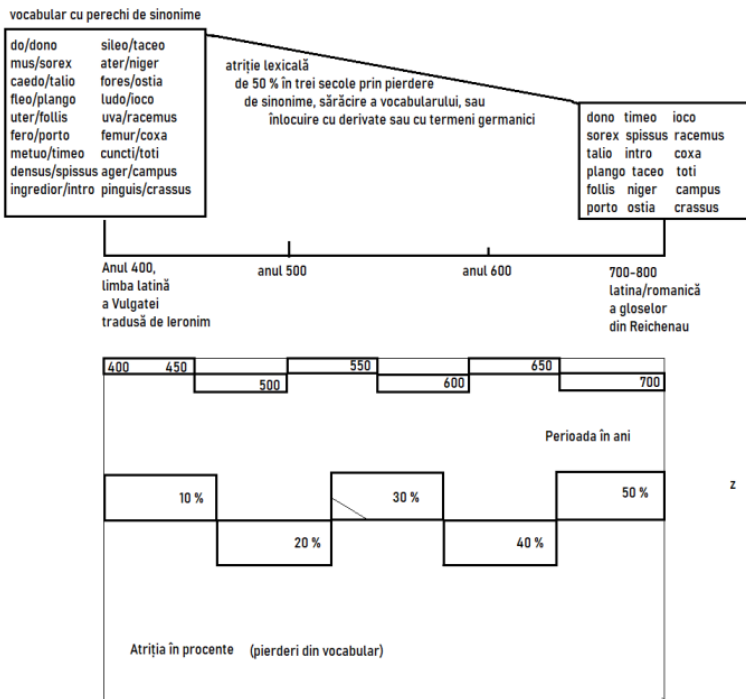 vocabular cu perechi de sinonime
do/dono sileo/taceo
mus/sorex ater/niger
caedo/talio fores/ostia
fleo/plango ludo/ioco
uter/follis uva/racemus
fero/porto femur/coxa
metuo/timeo cuncti/toti
densus/spissus ager/campus
ingredior/intro pinguis/crassus
atriție lexicală
de 50 % în trei secole prin pierdere
de sinonime, sărăcire a vocabularului, sau
înlocuire cu derivate sau cu termeni germanici
dono timeo ioco
sorex spissus racemus
talio intro coxa
plango taceo toti
follis niger campus
porto ostia crassus
Anul 400,
limba latină
a Vulgatei
tradusă de Ieronim
anul 500
anul 600
700-800
latina/romanică
a gloselor
din Reichenau
400 450 550 650
500 600 700
Perioada în ani
10 % 30 % 50 %
z
20 % 40 %
Atriția în procente (pierderi din vocabular)